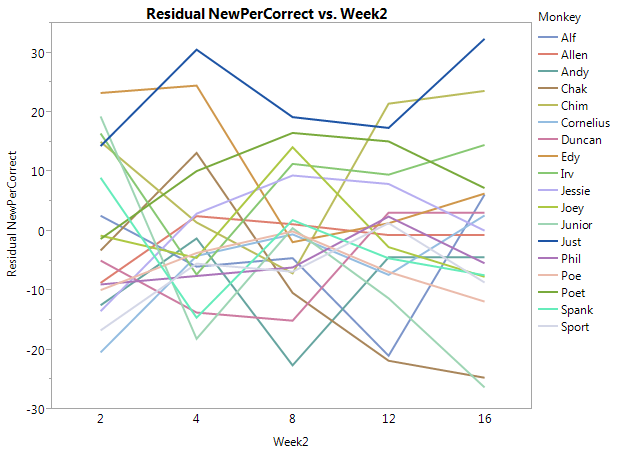 Residual NewPerCorrect vs. Week2
Monkey
Alf
Allen
Andy
Chak
Chim
Cornelius
Duncan
Edy
Irv
Jessie
Joey
Junior
Just
Phil
Poe
Poet
Spank
Sport
Residual NewPerCorrect
30
20
10
0
-10
-20
-30
2 4 8 12 16
Week2